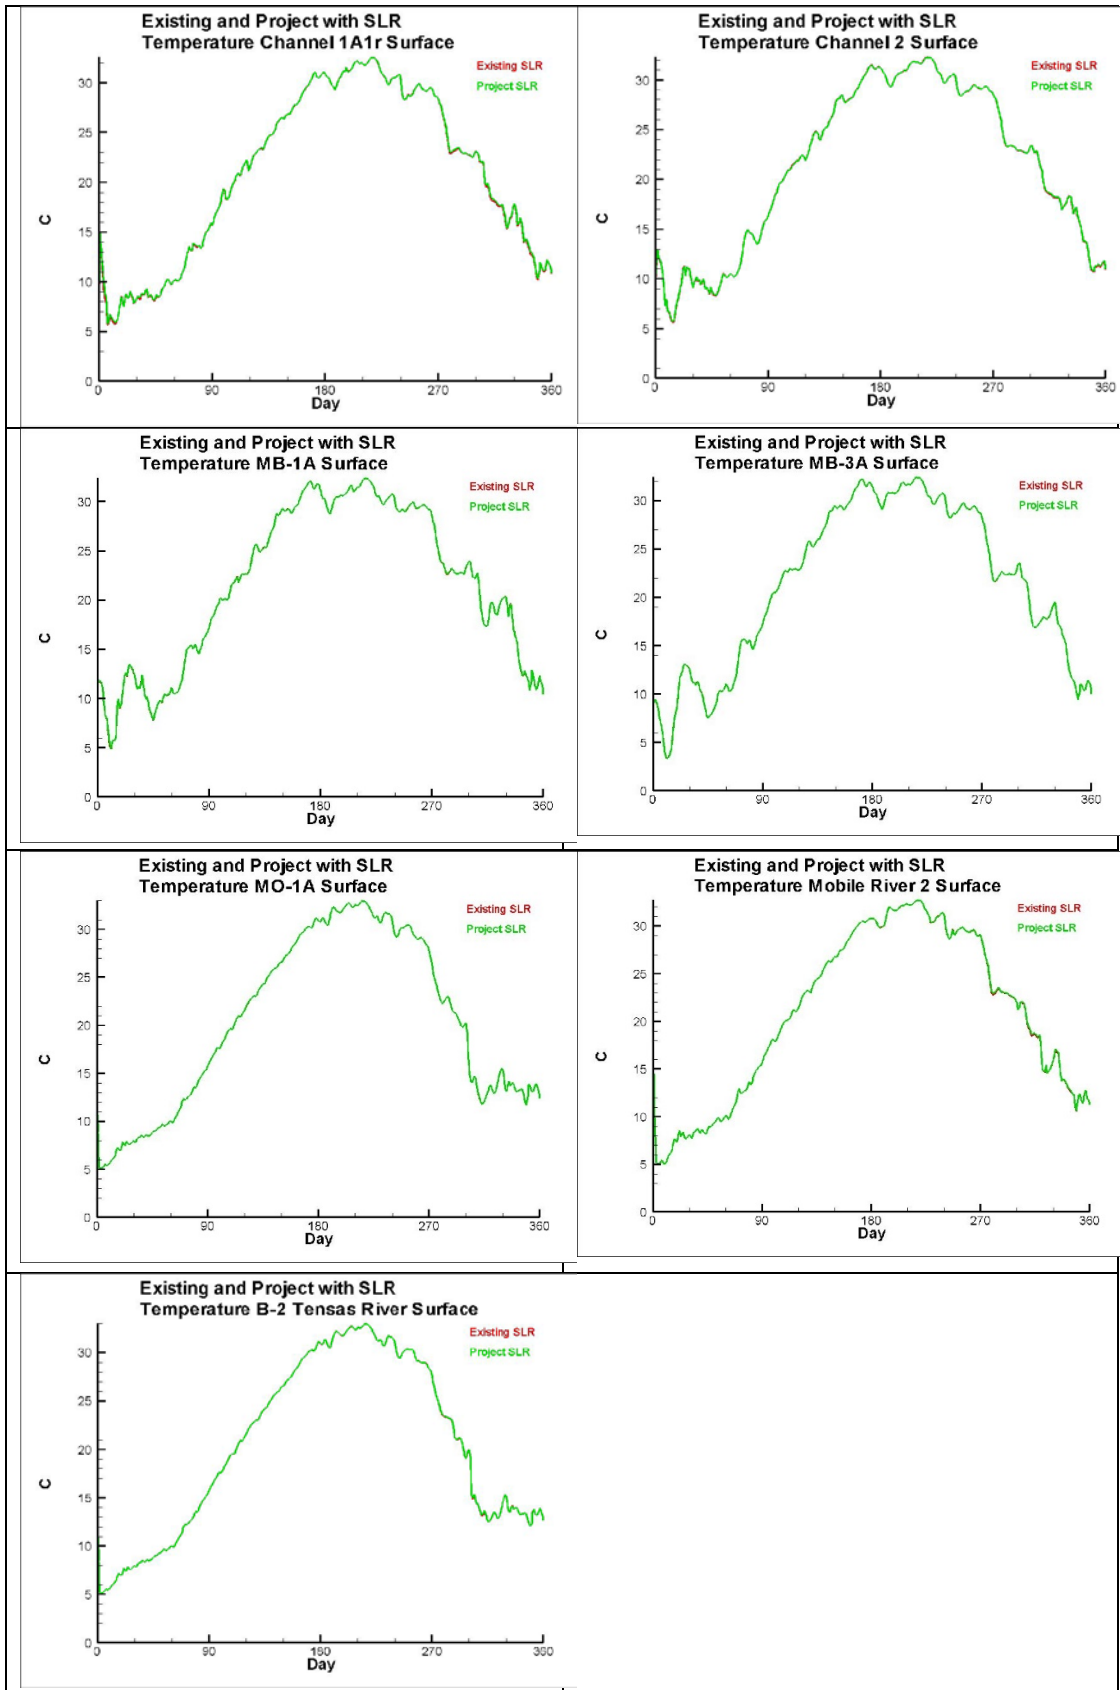 Existing and Project with SLR
Temperature Channel 1A1r Surface
Existing SLR
Project SLR
30
25
20
15
10
5
0
C
0 90 180 270 360
Day
Existing and Project with SLR
Temperature Channel 2 Surface
Existing SLR
Project SLR
30
25
20
15
10
5
0
C
0 90 180 270 360
Day
Existing and Project with SLR
Temperature MB-1A Surface
Existing SLR
Project SLR
30
25
20
15
10
5
0
C
0 90 180 270 360
Day
Existing and Project with SLR
Temperature MB-3A Surface
Existing SLR
Project SLR
30
25
20
15
10
5
0
C
0 90 180 270 360
Day
Existing and Project with SLR
Temperature MO-1A Surface
Existing SLR
Project SLR
30
25
20
15
10
5
0
C
0 90 180 270 360
Day
Existing and Project with SLR
Temperature Mobile River 2 Surface
Existing SLR
Project SLR
30
25
20
15
10
5
0
C
0 90 180 270 360
Day
Existing and Project with SLR
Temperature B-2 Tensas River Surface
Existing SLR
Project SLR
30
25
20
15
10
5
0
C
0 90 180 270 360
Day